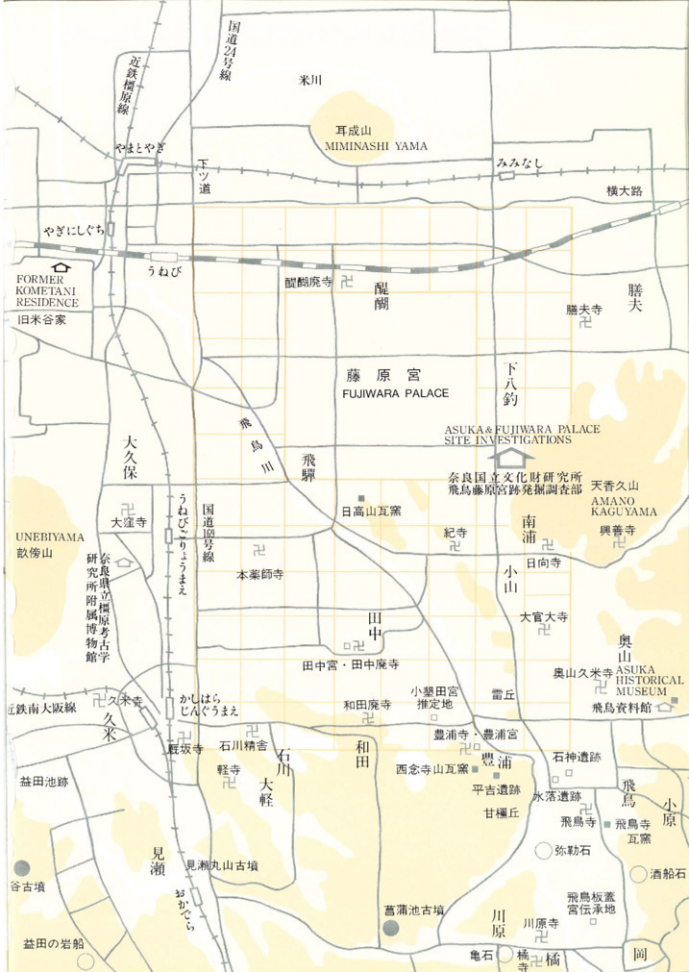 近鉄橿原線
国道24号線
米川
耳成山
MIMINASHI YAMA
やまとやぎ
下ツ道
みみなし
横大路
やぎにしぐち
うねび
FORMER
KOMETANI
RESIDENCE
旧米谷家
醍醐廃寺
醍醐
膳夫
膳夫寺
藤原宮
FUJIWARA PALACE
下八釣
飛鳥川
ASUKA & FUJIWARA PALACE
SITE INVESTIGATIONS
奈良国立文化財研究所
飛鳥藤原宮跡発掘調査部
大久保
飛騨
天香久山
AMANO
KAGUYAMA
日高山瓦窯
南浦
興善寺
大窪寺
うねびごりょうまえ
国道169号線
紀寺
日向寺
UNEBIYAMA
畝傍山
奈良県立橿原考古学
研究所附属博物館
本薬師寺
小山
田中
大官大寺
田中宮・田中廃寺
奥山
奥山久米寺
ASUKA
HISTORICAL
MUSEUM
飛鳥資料館
近鉄南大阪線
久米寺
久米
かしはら
じんぐうまえ
小墾田宮
推定地
雷丘
和田廃寺
厩坂寺
石川精舎
石川
和田
豊浦寺・豊浦宮
豊浦
石神遺跡
軽寺
大軽
西念寺山瓦窯
平吉遺跡
水落遺跡
飛鳥
小原
益田池跡
甘樫丘
飛鳥寺
飛鳥寺
瓦窯
見瀬
見瀬丸山古墳
弥勒石
酒船石
谷古墳
おかでら
菖蒲池古墳
川原
飛鳥板蓋
宮伝承地
川原寺
益田の岩船
亀石
橘寺
橘
岡